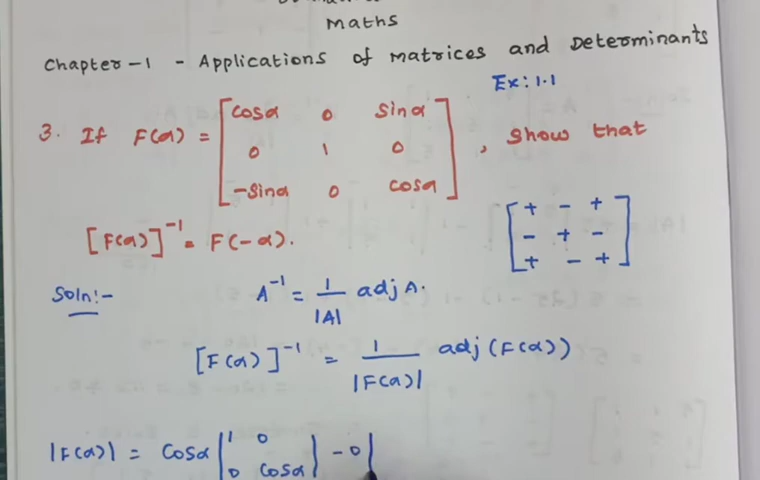 Maths
Chapter-1 - Applications of Matrices and Determinants
Ex: 1.1
3. If F(α) = [cosα 0 sinα
0 1 0
-sinα 0 cosα], show that
[F(α)]⁻¹ = F(-α).
[+ - +
- + -
+ - +]
Soln:-
A⁻¹ = 1/|A| adj A.
[F(α)]⁻¹ = 1/|F(α)| adj (F(α))
|F(α)| = cosα |1 0
0 cosα| - 0|